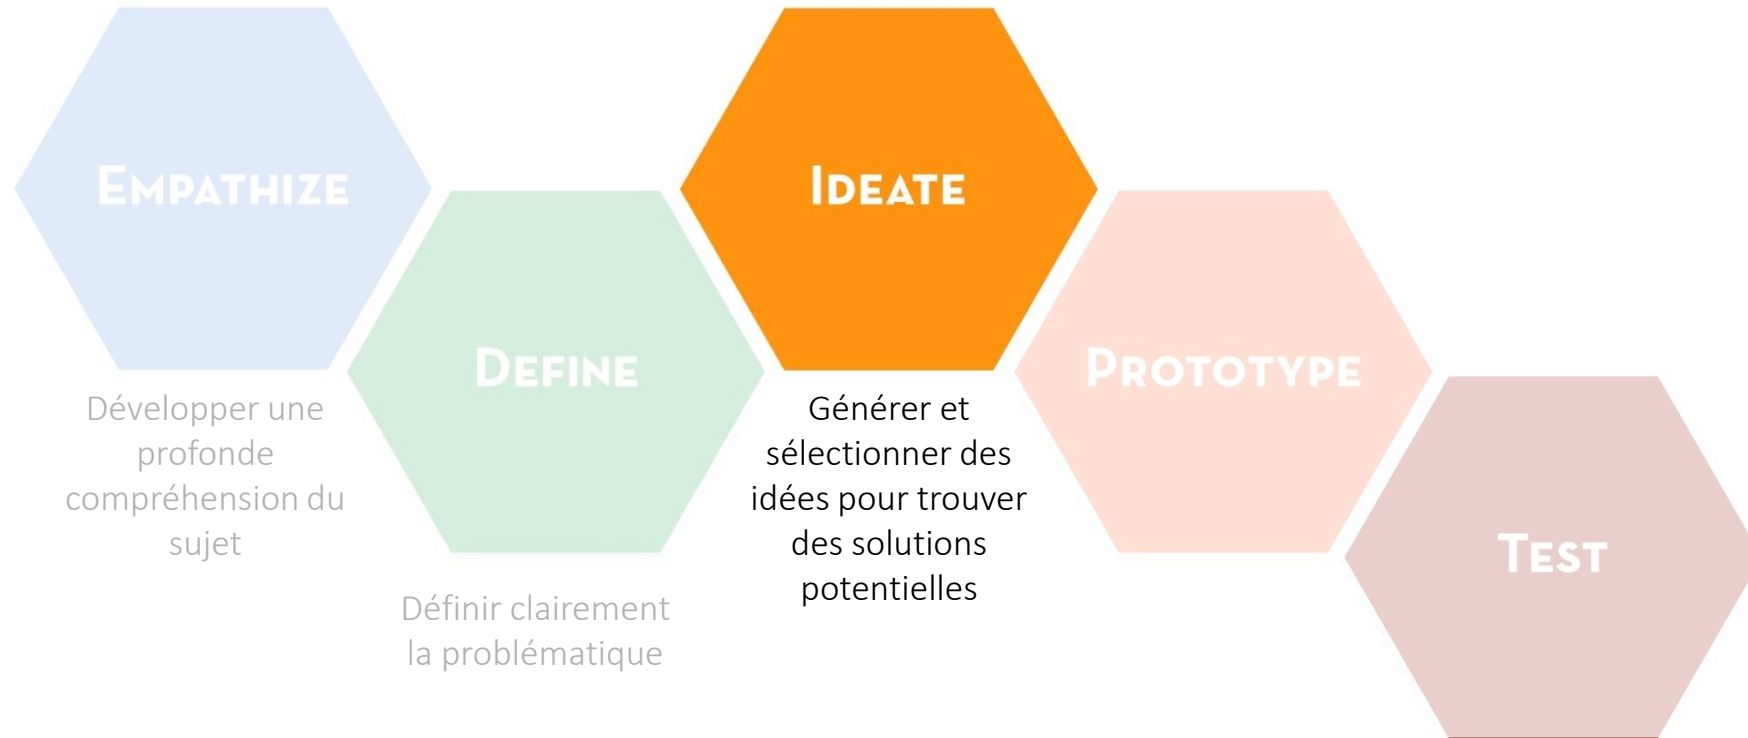 EMPATHIZE
Développer une
profonde
compréhension du
sujet
DEFINE
Définir clairement
la problématique
IDEATE
Générer et
sélectionner des
idées pour trouver
des solutions
potentielles
PROTOTYPE
TEST